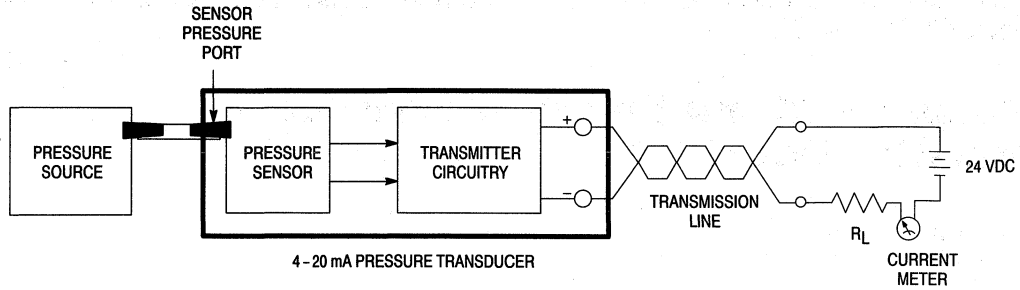 SENSOR
PRESSURE
PORT
PRESSURE
SOURCE
PRESSURE
SENSOR
TRANSMITTER
CIRCUITRY
+
−
TRANSMISSION
LINE
24 VDC
RL
CURRENT
METER
4–20 mA PRESSURE TRANSDUCER